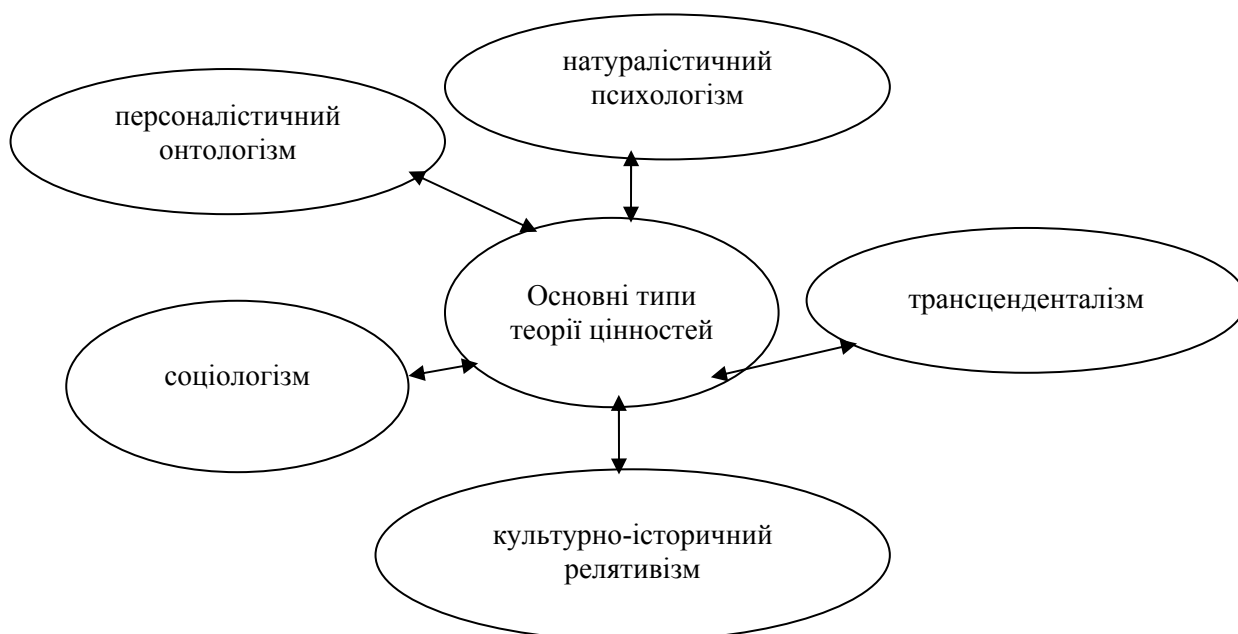 натуралістичний
психологізм
персоналістичний
онтологізм
Основні типи
теорії цінностей
трансценденталізм
соціологізм
культурно-історичний
релятивізм